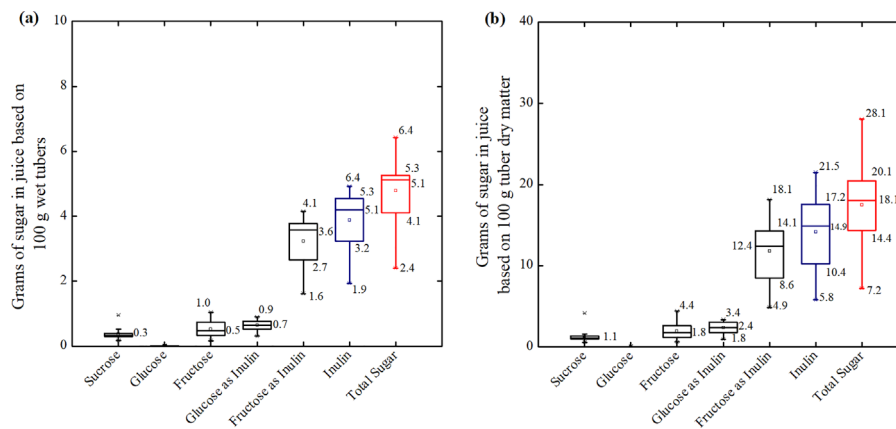 (a)
Grams of sugar in juice based on
100 g wet tubers
10
8
6
4
2
0
0.3
1.0
0.5
0.9
0.7
4.1
3.6
2.7
1.6
6.4
5.3
5.1
3.2
1.9
6.4
5.3
5.1
4.1
2.4
Sucrose
Glucose
Fructose
Glucose as Inulin
Fructose as Inulin
Inulin
Total Sugar
(b)
Grams of sugar in juice
based on 100 g tuber dry matter
40
30
20
10
0
1.1
4.4
1.8
3.4
2.4
1.8
18.1
14.1
12.4
8.6
4.9
21.5
17.2
14.9
10.4
5.8
28.1
20.1
18.1
14.4
7.2
Sucrose
Glucose
Fructose
Glucose as Inulin
Fructose as Inulin
Inulin
Total Sugar